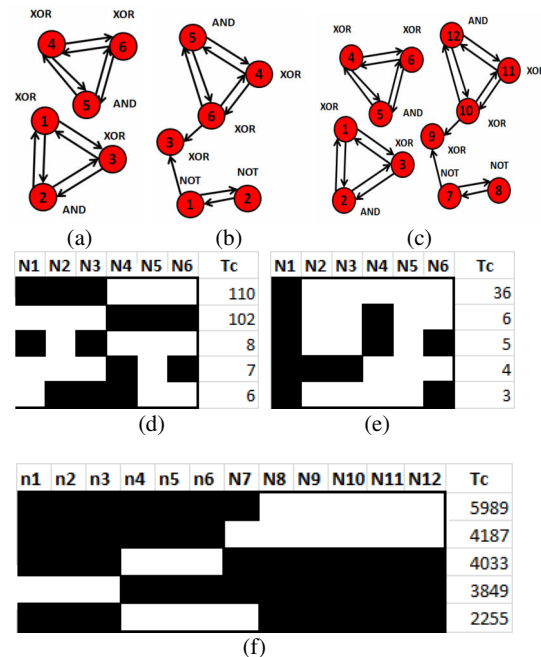 XOR XOR
4 6
5 AND
XOR
1 XOR
3
2 AND
(a)
AND
5
4 XOR
6
3 XOR
XOR
NOT NOT
1 2
(b)
XOR XOR
4 6
5 AND
XOR
1 XOR
3
2 AND
AND
12
11 XOR
10
9 XOR
XOR
NOT NOT
7 8
(c)
N1 N2 N3 N4 N5 N6 Tc
110
102
8
7
6
(d)
N1 N2 N3 N4 N5 N6 Tc
36
6
5
4
3
(e)
n1 n2 n3 n4 n5 n6 N7 N8 N9 N10 N11 N12 Tc
5989
4187
4033
3849
2255
(f)